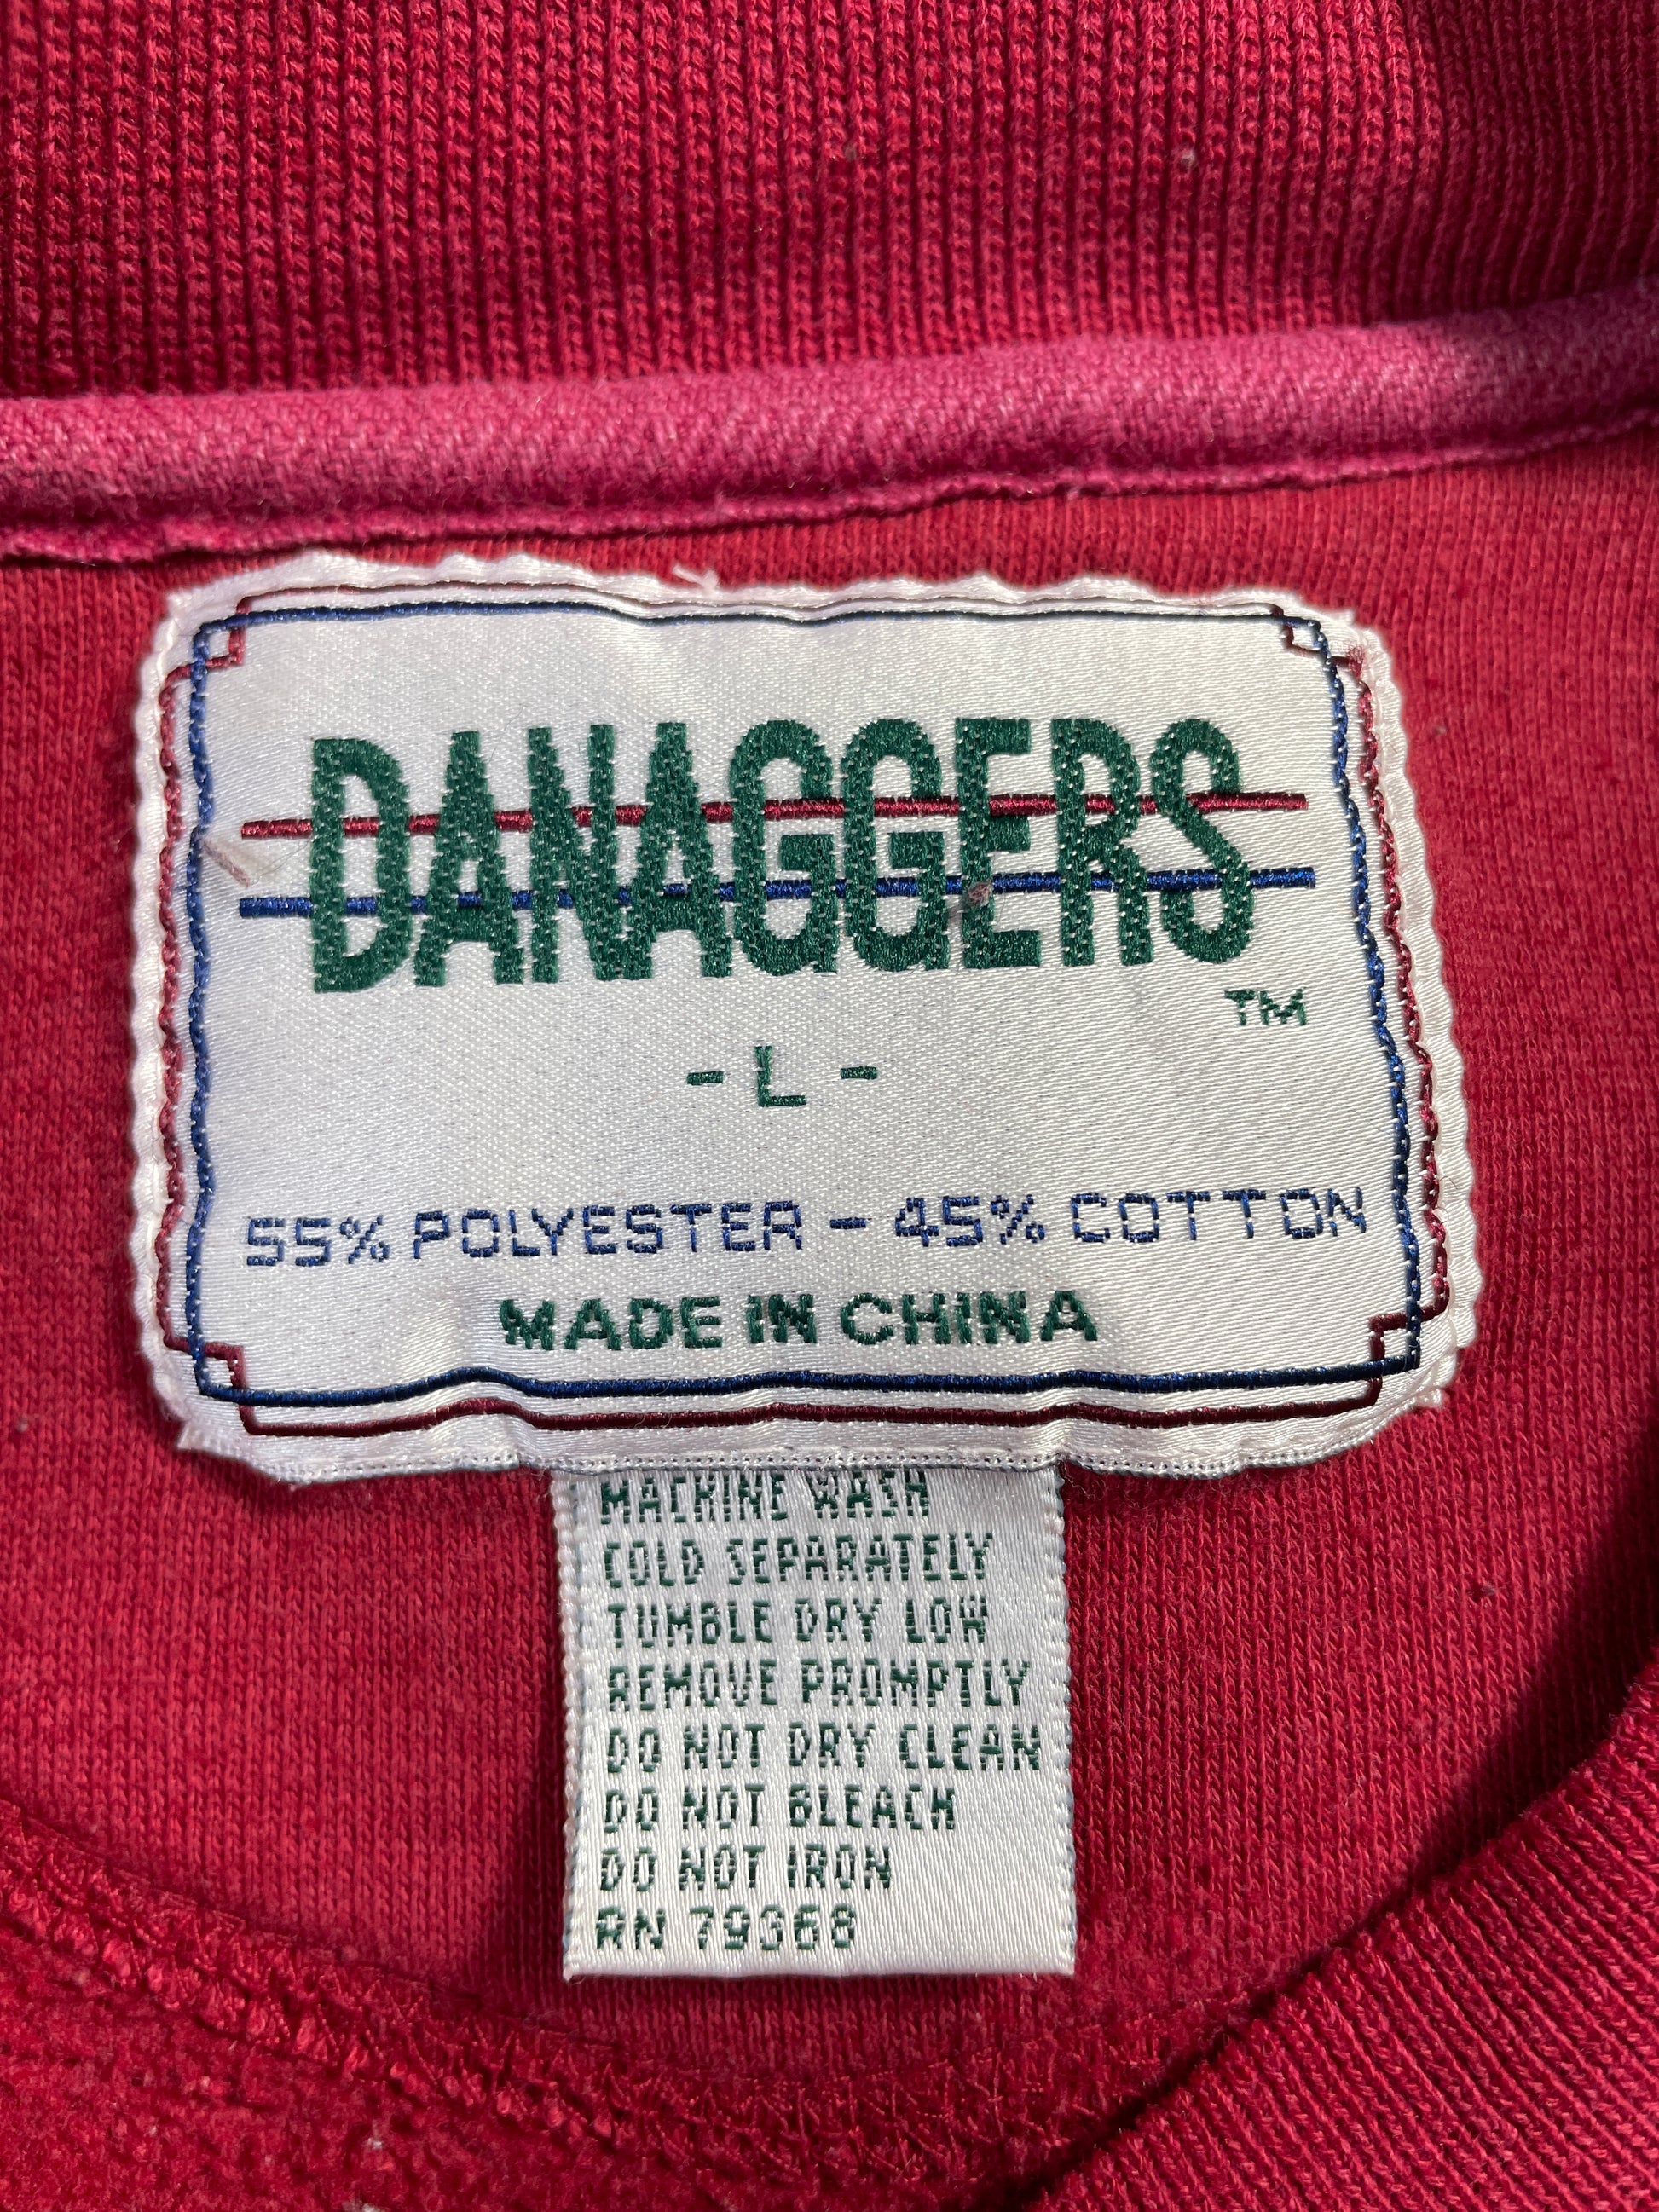 DANAGGERS
TM
- L -
55% POLYESTER - 45% COTTON
MADE IN CHINA
MACHINE WASH
COLD SEPARATELY
TUMBLE DRY LOW
REMOVE PROMPTLY
DO NOT DRY CLEAN
DO NOT BLEACH
DO NOT IRON
RN 79368